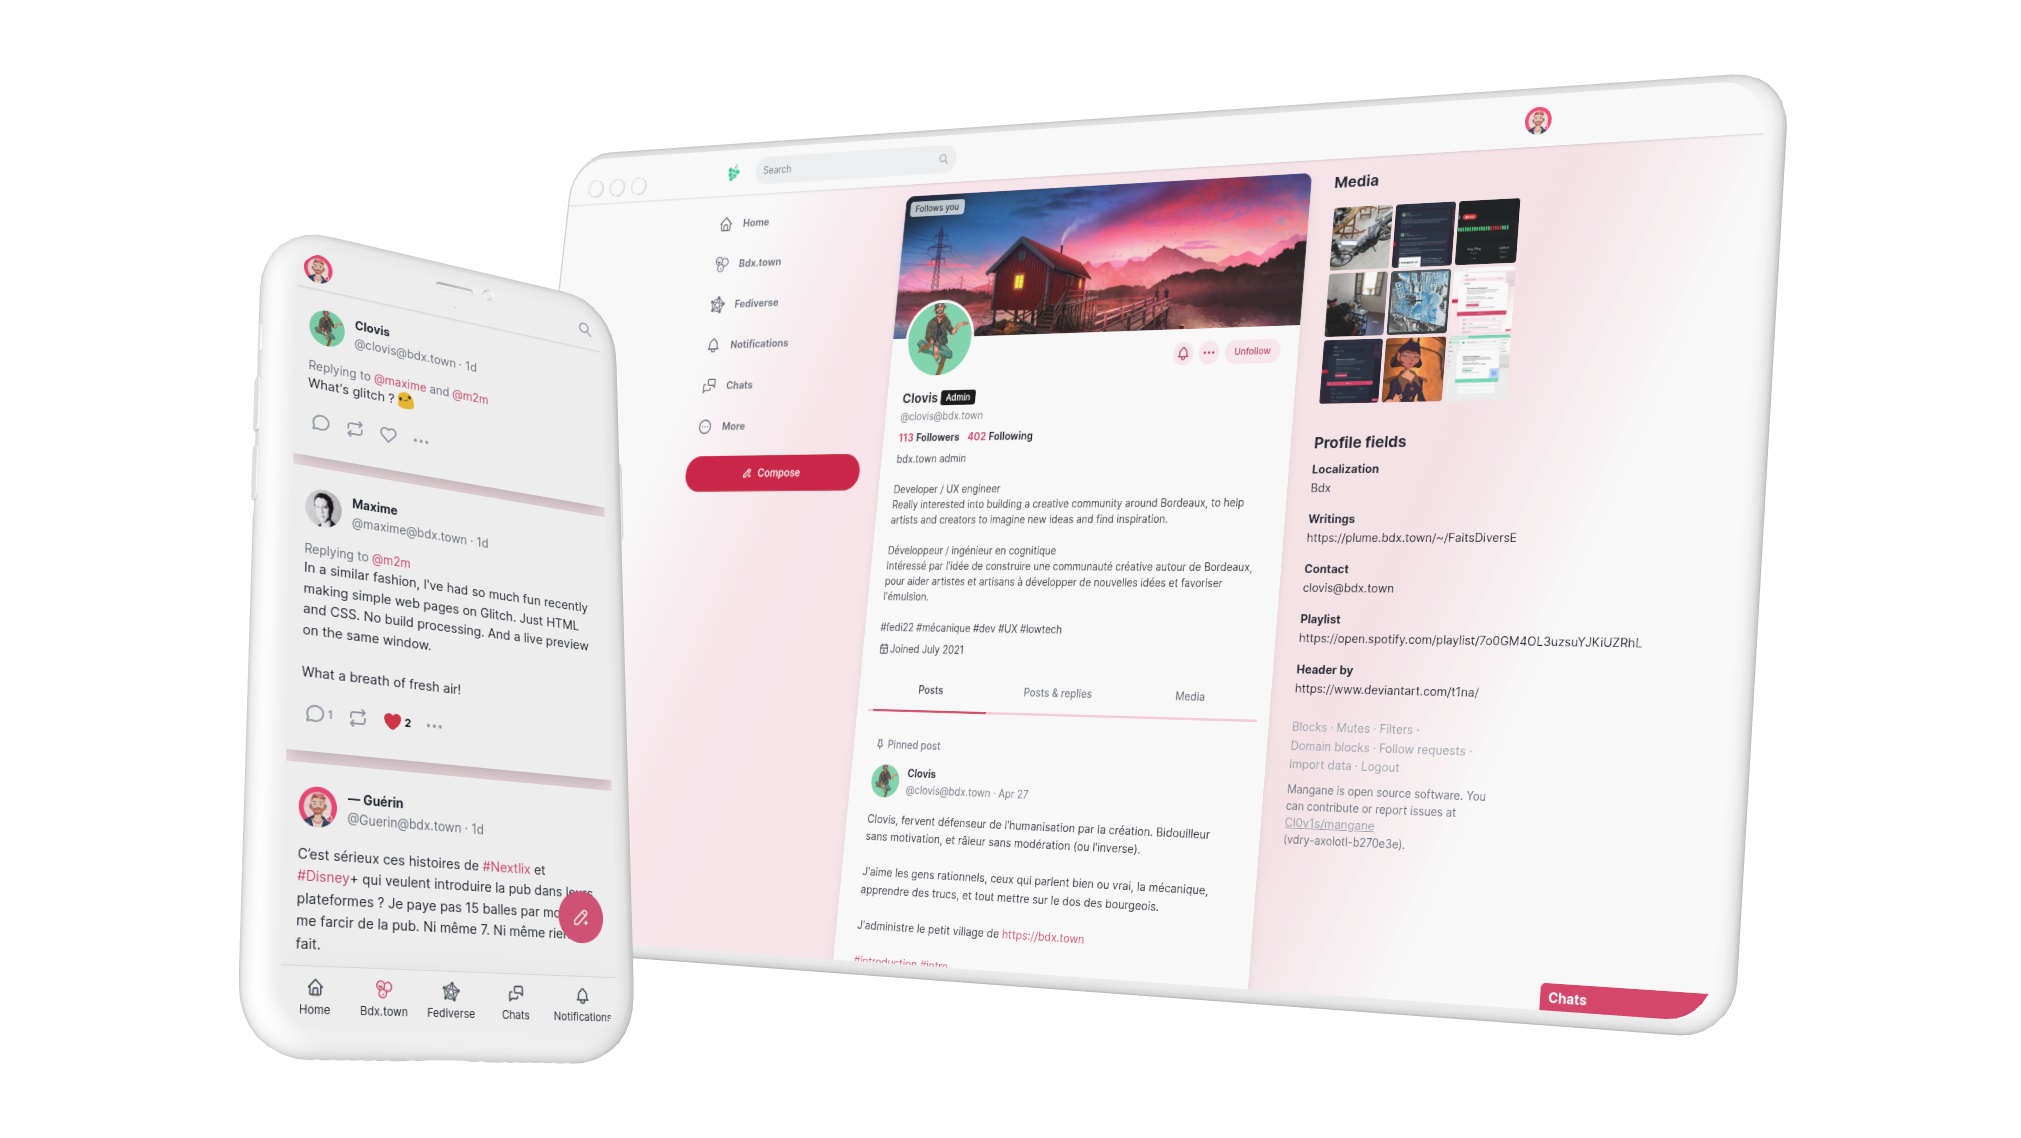 Clovis
@clovis@bdx.town · 1d
Replying to @maxime and @m2m
What's glitch ?
Maxime
@maxime@bdx.town · 1d
Replying to @m2m
In a similar fashion, I've had so much fun recently
making simple web pages on Glitch. Just HTML
and CSS. No build processing. And a live preview
on the same window.
What a breath of fresh air!
1
2
— Guérin
@Guerin@bdx.town · 1d
C'est sérieux ces histoires de #Nextlix et
#Disney+ qui veulent introduire la pub dans leurs
plateformes ? Je paye pas 15 balles par
me farcir de la pub. Ni même 7. Ni même
fait.
Home
Bdx.town
Fediverse
Chats
Notifications
Search
Home
Bdx.town
Fediverse
Notifications
Chats
More
Compose
Follows you
Unfollow
Clovis Admin
@clovis@bdx.town
113 Followers 402 Following
bdx.town admin
Developer / UX engineer
Really interested into building a creative community around Bordeaux, to help
artists and creators to imagine new ideas and find inspiration.
Développeur / ingénieur en cognitique
Intéressé par l'idée de construire une communauté créative autour de Bordeaux,
pour aider artistes et artisans à développer de nouvelles idées et favoriser
l'émulsion.
#fedi22 #mécanique #dev #UX #lowtech
Joined July 2021
Posts
Posts & replies
Media
Pinned post
Clovis
@clovis@bdx.town · Apr 27
Clovis, fervent défenseur de l'humanisation par la création. Bidouilleur
sans motivation, et râleur sans modération (ou l'inverse).
J'aime les gens rationnels, ceux qui parlent bien ou vrai, la mécanique,
apprendre des trucs, et tout mettre sur le dos des bourgeois.
J'administre le petit village de https://bdx.town
#introduction #intro
Media
Profile fields
Localization
Bdx
Writings
https://plume.bdx.town/~/FaitsDiversE
Contact
clovis@bdx.town
Playlist
https://open.spotify.com/playlist/7o0GM4OL3uzsuYJKiUZRhL
Header by
https://www.deviantart.com/t1na/
Blocks · Mutes · Filters ·
Domain blocks · Follow requests ·
Import data · Logout
Mangane is open source software. You
can contribute or report issues at
Cl0v1s/mangane
(vdry-axolotl-b270e3e).
Chats